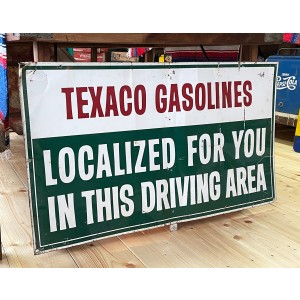 TEXACO GASOLINES
LOCALIZED FOR YOU
IN THIS DRIVING AREA